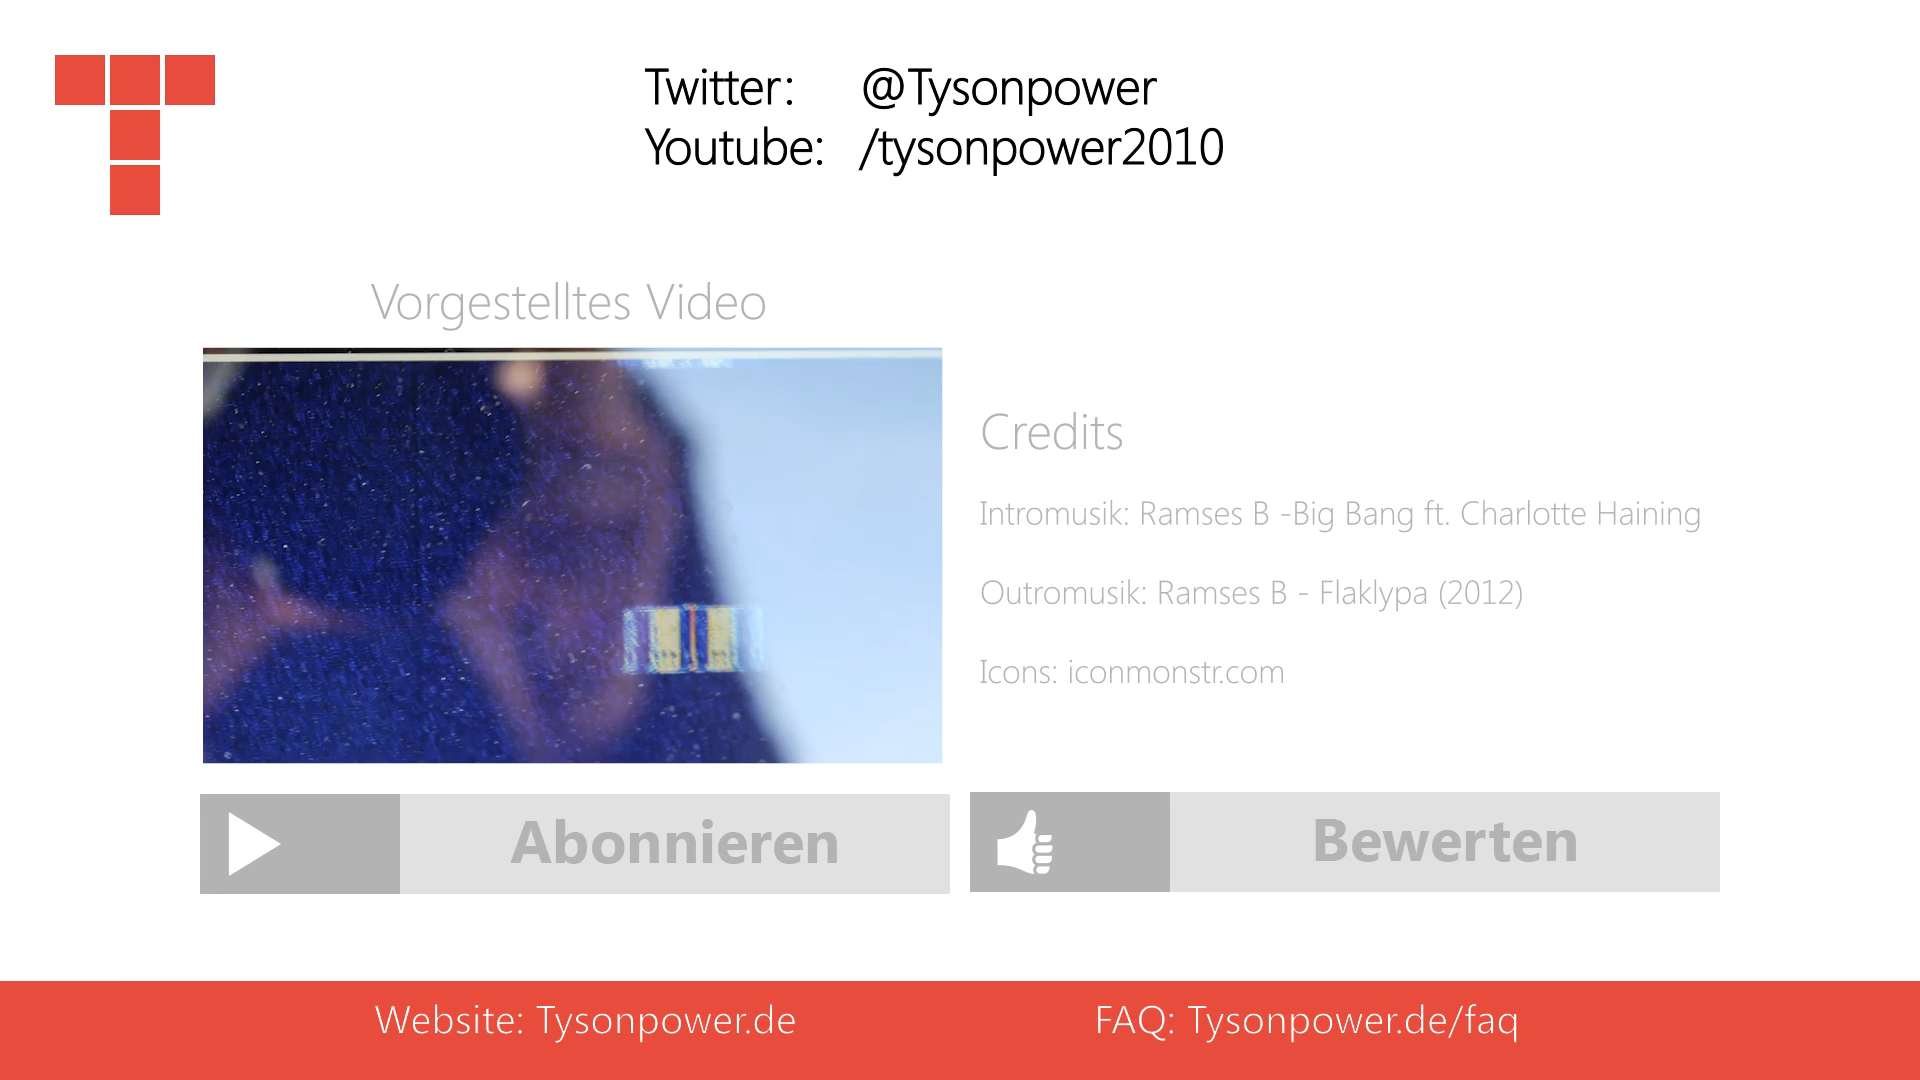 Twitter: @Tysonpower
Youtube: /tysonpower2010
Vorgestelltes Video
Credits
Intromusik: Ramses B -Big Bang ft. Charlotte Haining
Outromusik: Ramses B - Flaklypa (2012)
Icons: iconmonstr.com
Abonnieren
Bewerten
Website: Tysonpower.de
FAQ: Tysonpower.de/faq